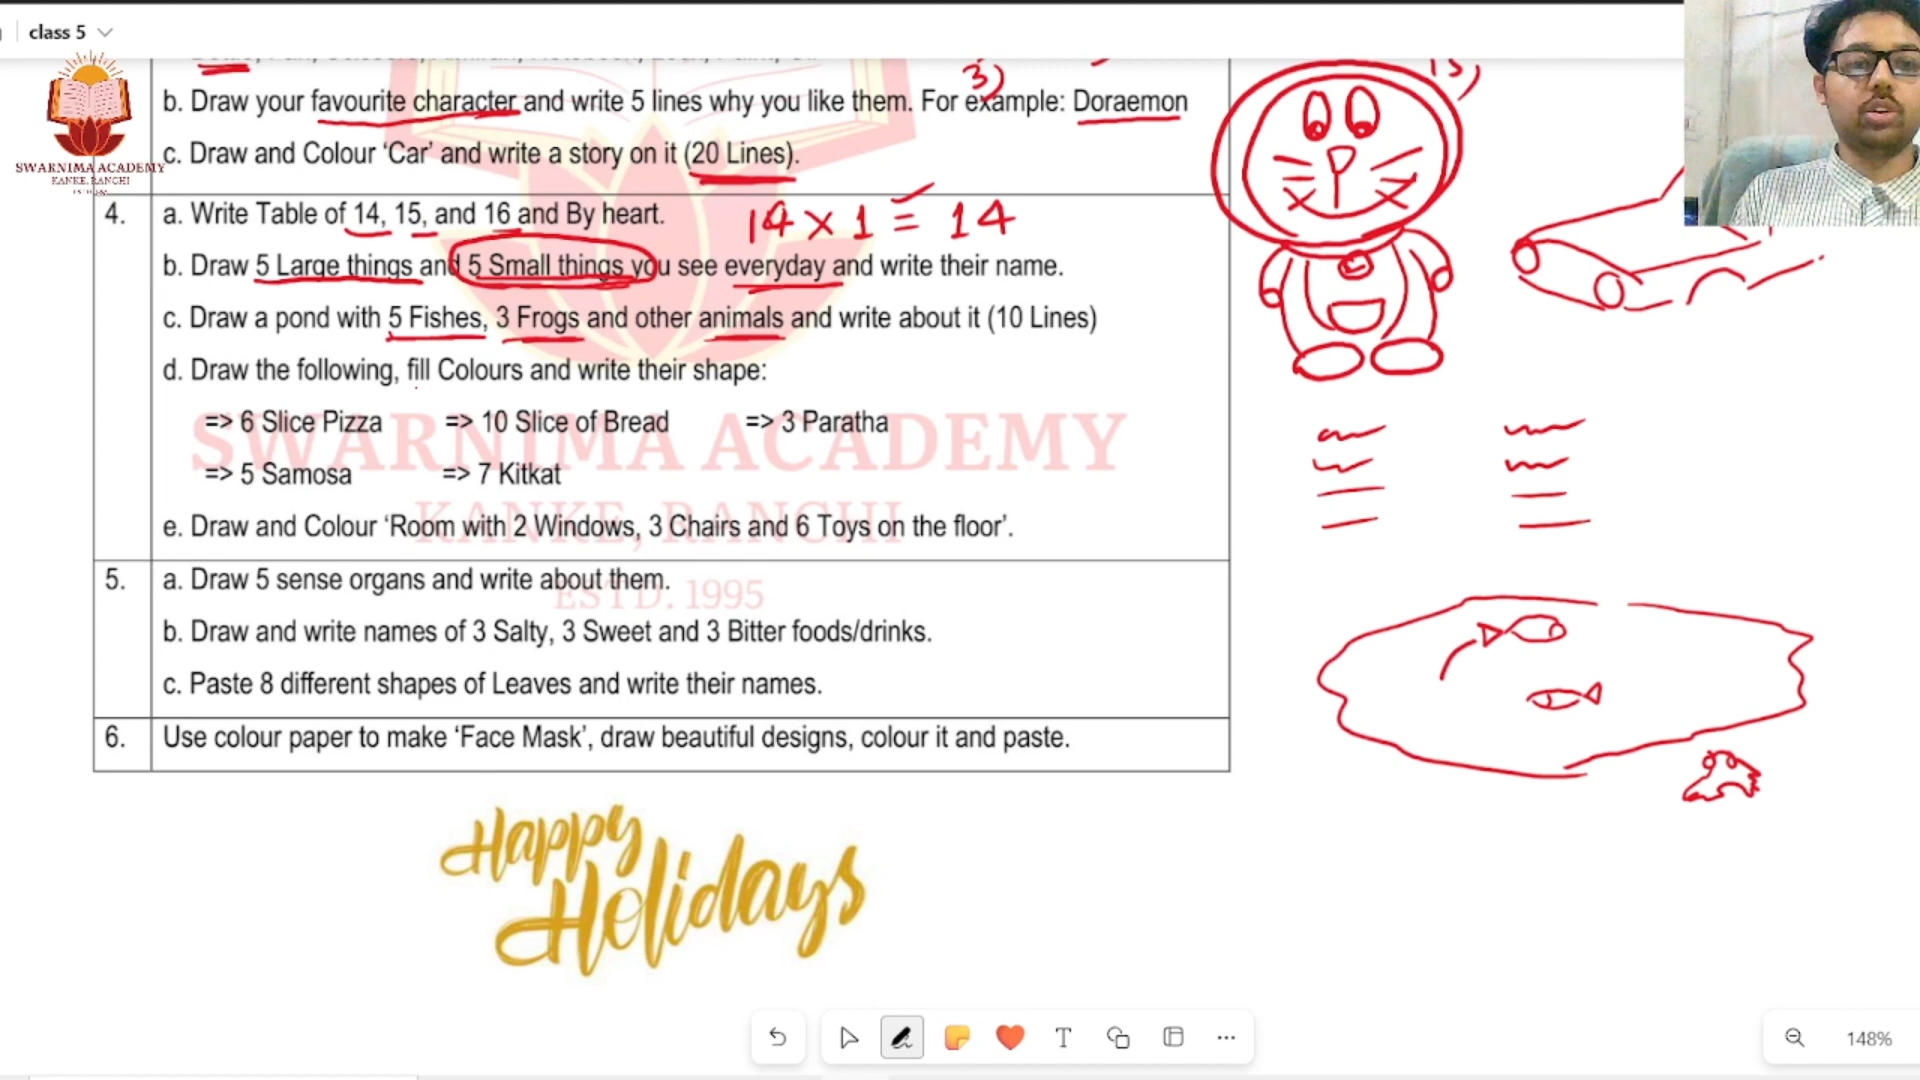 class 5
b. Draw your favourite character and write 5 lines why you like them. For example: Doraemon
c. Draw and Colour ‘Car’ and write a story on it (20 Lines).
SWARNIMA ACADEMY
KANKE, RANCHI
3)
4. a. Write Table of 14, 15, and 16 and By heart.
14 x 1 = 14
b. Draw 5 Large things and 5 Small things you see everyday and write their name.
c. Draw a pond with 5 Fishes, 3 Frogs and other animals and write about it (10 Lines)
d. Draw the following, fill Colours and write their shape:
=> 6 Slice Pizza => 10 Slice of Bread => 3 Paratha
=> 5 Samosa => 7 Kitkat
e. Draw and Colour ‘Room with 2 Windows, 3 Chairs and 6 Toys on the floor’.
SWARNIMA ACADEMY
KANKE, RANCHI
ESTD. 1995
5. a. Draw 5 sense organs and write about them.
b. Draw and write names of 3 Salty, 3 Sweet and 3 Bitter foods/drinks.
c. Paste 8 different shapes of Leaves and write their names.
6. Use colour paper to make ‘Face Mask’, draw beautiful designs, colour it and paste.
Happy
Holidays
T
148%